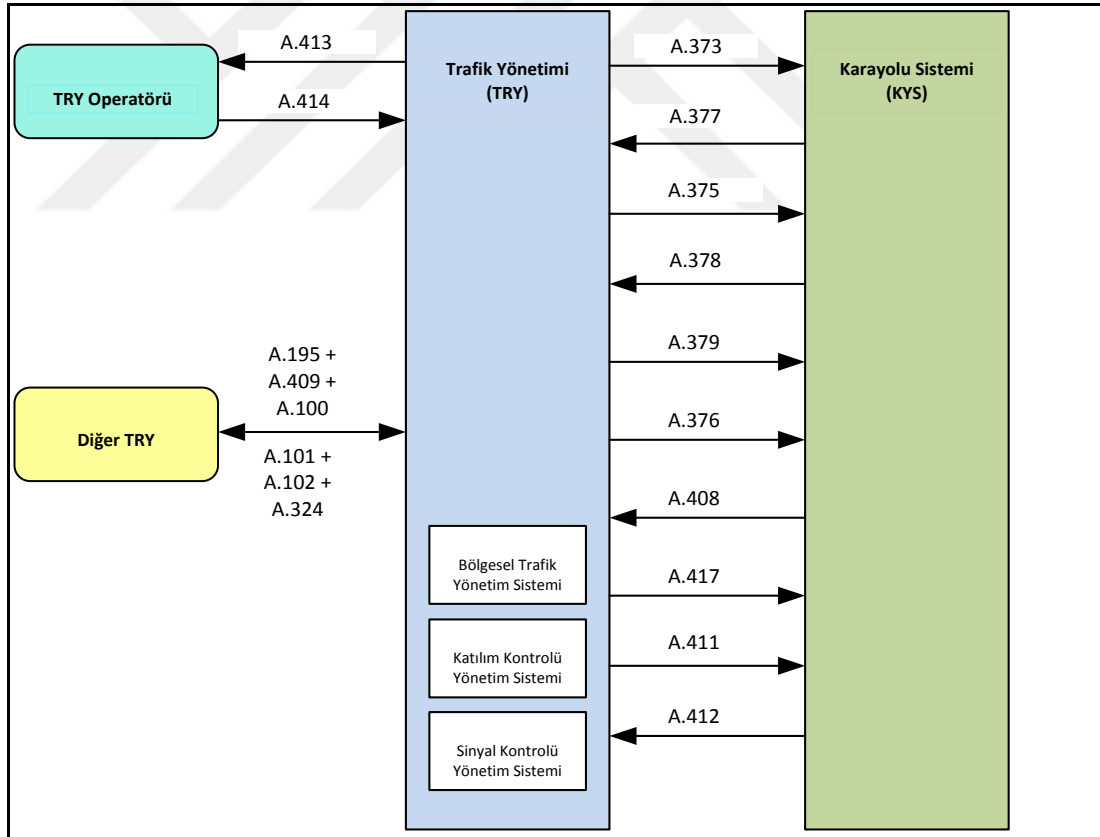 A.413
TRY Operatörü
A.414
Trafik Yönetimi
(TRY)
A.373
Karayolu Sistemi
(KYS)
A.377
A.375
A.378
A.379
A.195 +
A.409 +
A.100
Diğer TRY
A.101 +
A.102 +
A.324
A.376
A.408
Bölgesel Trafik
Yönetim Sistemi
A.417
Katılım Kontrolü
Yönetim Sistemi
A.411
A.412
Sinyal Kontrolü
Yönetim Sistemi